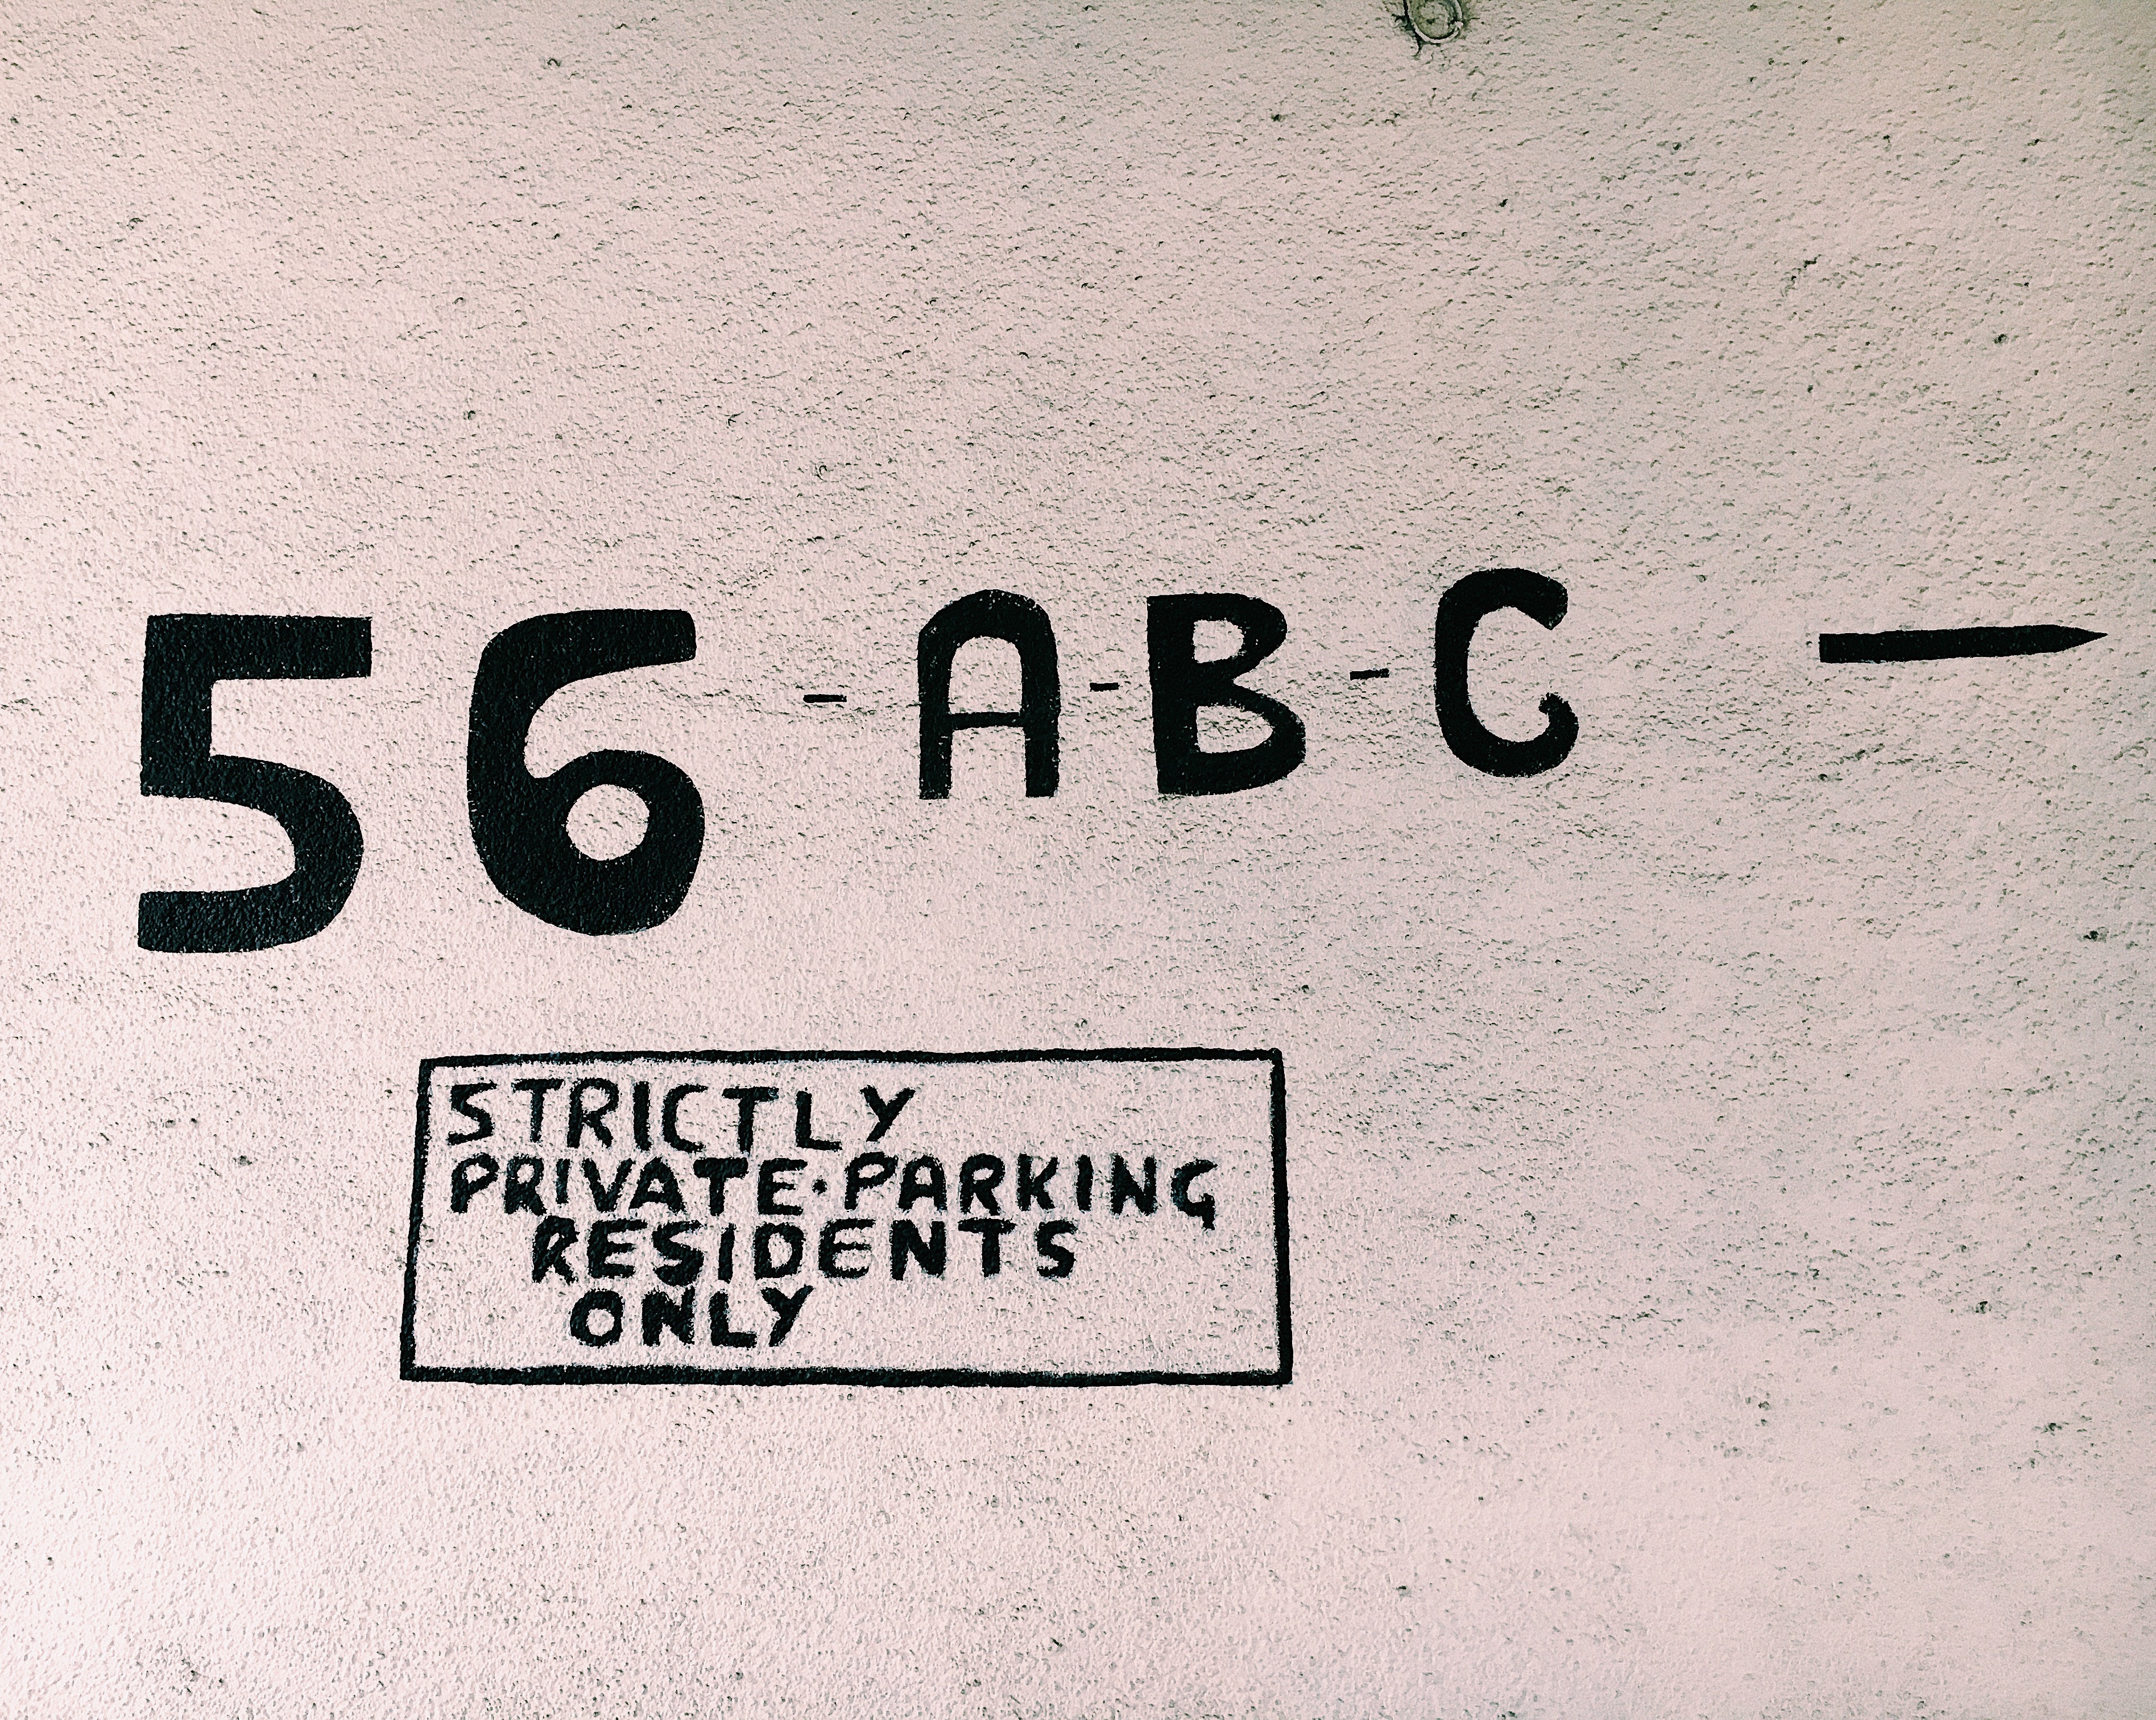 56 - A - B - C
STRICTLY
PRIVATE·PARKING
RESIDENTS
ONLY